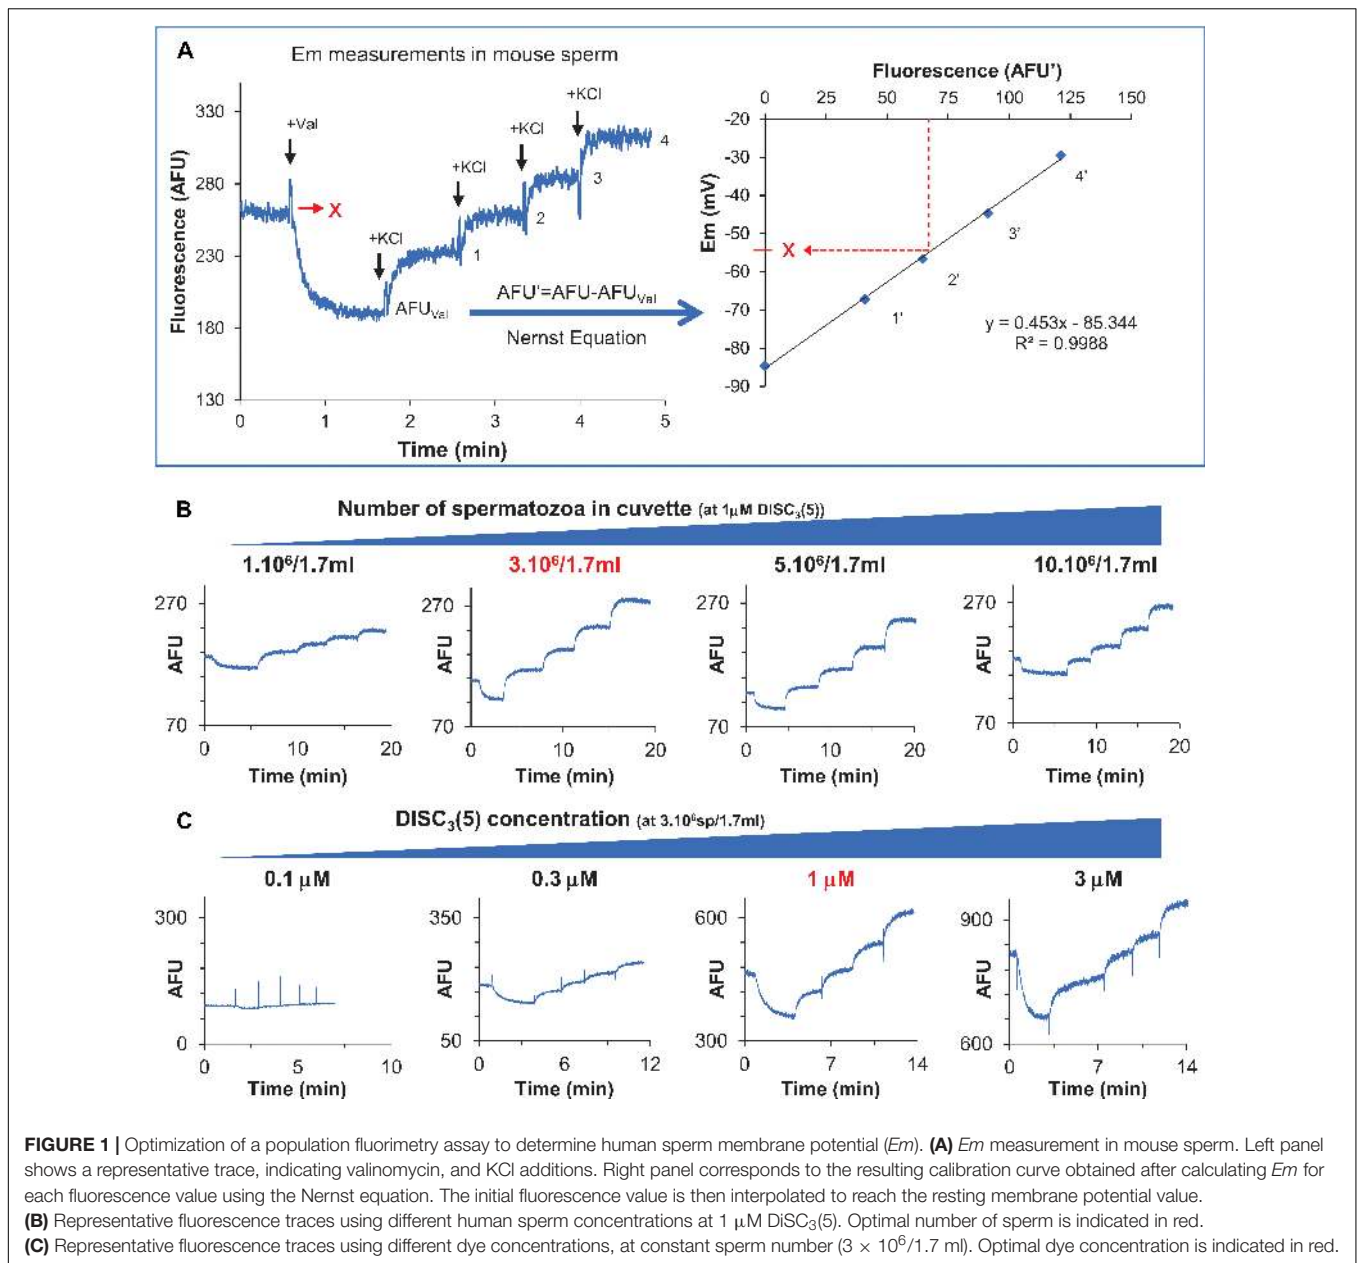 A
Em measurements in mouse sperm
Fluorescence (AFU)
330
280
230
180
130
0
1
2
3
4
5
Time (min)
+Val
X
+KCl
+KCl
+KCl
+KCl
AFUVal
1
2
3
4
AFU'=AFU-AFUVal
Nernst Equation
Fluorescence (AFU')
0
25
50
75
100
125
150
Em (mV)
-20
-30
-40
-50
-60
-70
-80
-90
X
1'
2'
3'
4'
y = 0.453x - 85.344
R² = 0.9988
B
Number of spermatozoa in cuvette (at 1µM DISC₃(5))
1.10⁶/1.7ml
3.10⁶/1.7ml
5.10⁶/1.7ml
10.10⁶/1.7ml
AFU
270
70
0
10
20
Time (min)
AFU
270
70
0
10
20
Time (min)
AFU
270
70
0
10
20
Time (min)
AFU
270
70
0
10
20
Time (min)
C
DISC₃(5) concentration (at 3.10⁶sp/1.7ml)
0.1 µM
0.3 µM
1 µM
3 µM
AFU
300
0
0
5
10
Time (min)
AFU
350
50
0
6
12
Time (min)
AFU
600
300
0
7
14
Time (min)
AFU
900
600
0
7
14
Time (min)
FIGURE 1 | Optimization of a population fluorimetry assay to determine human sperm membrane potential (Em). (A) Em measurement in mouse sperm. Left panel
shows a representative trace, indicating valinomycin, and KCl additions. Right panel corresponds to the resulting calibration curve obtained after calculating Em for
each fluorescence value using the Nernst equation. The initial fluorescence value is then interpolated to reach the resting membrane potential value.
(B) Representative fluorescence traces using different human sperm concentrations at 1 µM DiSC₃(5). Optimal number of sperm is indicated in red.
(C) Representative fluorescence traces using different dye concentrations, at constant sperm number (3 × 10⁶/1.7 ml). Optimal dye concentration is indicated in red.